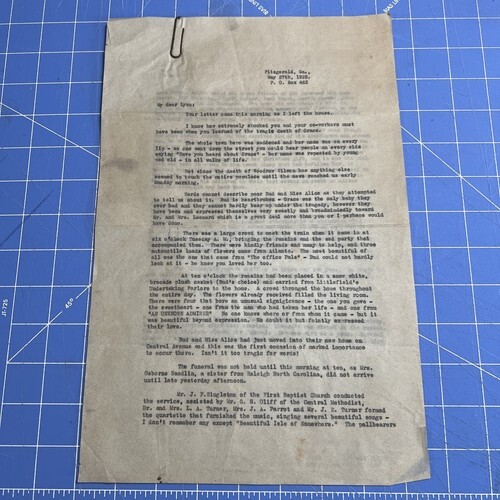 Fitzgerald, Ga.,
May 27th, 1925.
P. O. Box 442
My dear Lynn:
Your letter came this morning as I left the house.
I know how extremely shocked you and your co-workers must
have been when you learned of the tragic death of Grace.
The whole town here was saddened and her name was on every
lip - as one went down the street you could hear people on every side
saying "Have you heard about Grace" - her name was repeated by young
and old - in all walks of life.
Not since the death of Woodrow Wilson has anything else
seemed to touch the entire populace until the news reached us early
Monday morning.
Words cannot describe poor Bud and Miss Alice as they attempted
to tell us about it. Bud is heartbroken - Grace was the only baby they
ever had and they cannot hardly bear up under the tragedy, however they
have been and expressed themselves very sweetly and broadmindedly toward
Mr. and Mrs. Leonard which is a great deal more than you or I perhaps would
have done.
There was a large crowd to meet the train when it came in at
six o'clock Tuesday A. M., bringing the remains and the sad party that
accompanied them. There were kindly friends and many to help, and three
automobile loads of flowers came from Atlanta. The most beautiful of
all was the one that came from "The Office Pals" - Bud could not hardly
look at it - he knew you loved her too.
At ten o'clock the remains had been placed in a snow white,
brocade plush casket (Bud's choice) and carried from Littlefield's
Undertaking Parlors to the home. A crowd thronged the home throughout
the entire day. The flowers already received filled the living room.
There were four that bore an unusual significance - the one you gave -
the sweetheart - one from the man who had taken her life - and one from
"AN UNKNOWN ADMIRER" No one knows where or from whom it came - but it
was beautiful beyond expression. No doubt it but faintly expressed
their love.
Bud and Miss Alice had just moved into their new home on
Central Avenue and this was the first occasion of marked importance
to occur there. Isn't it too tragic for words!
The funeral was not held until this morning at ten, as Mrs.
Osborne Sandlin, a sister from Raleigh North Carolina, did not arrive
until late yesterday afternoon.
Mr. J. F. Singleton of the First Baptist Church conducted
the service, assisted by Mr. G. N. Cliff of the Central Methodist,
Dr. and Mrs. L. A. Turner, Mrs. J. A. Parrot and Mr. J. E. Turner formed
the quartette that furnished the music, singing several beautiful songs -
I don't remember any except "Beautiful Isle of Somewhere." The pallbearers